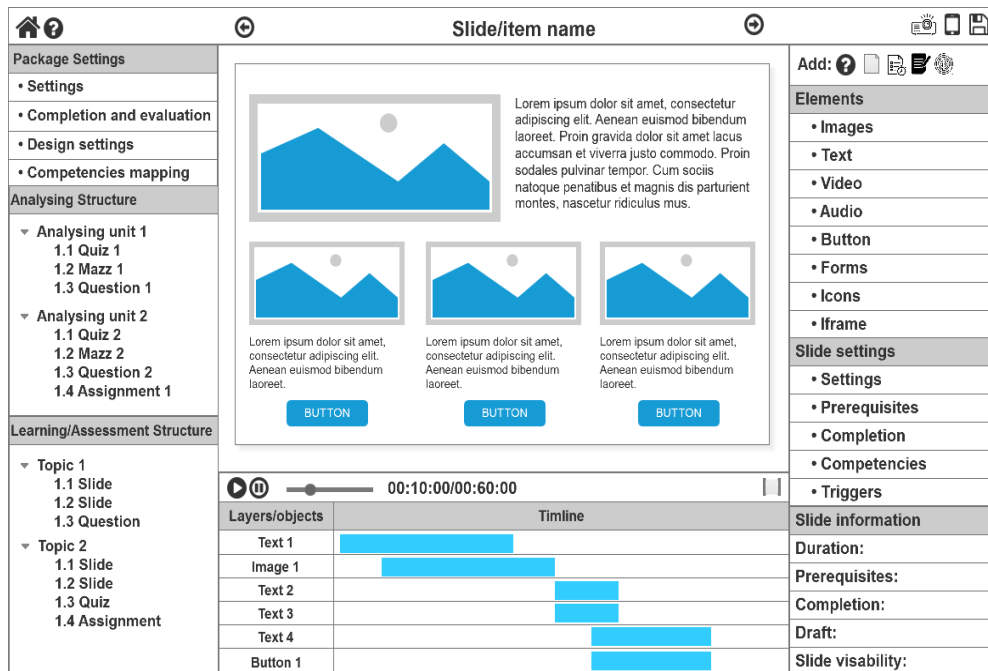 Slide/item name
Package Settings
• Settings
• Completion and evaluation
• Design settings
• Competencies mapping
Analysing Structure
Analysing unit 1
1.1 Quiz 1
1.2 Mazz 1
1.3 Question 1
Analysing unit 2
1.1 Quiz 2
1.2 Mazz 2
1.3 Question 2
1.4 Assignment 1
Learning/Assessment Structure
Topic 1
1.1 Slide
1.2 Slide
1.3 Question
Topic 2
1.1 Slide
1.2 Slide
1.3 Quiz
1.4 Assignment
Lorem ipsum dolor sit amet, consectetur
adipiscing elit. Aenean euismod bibendum
laoreet. Proin gravida dolor sit amet lacus
accumsan et viverra justo commodo. Proin
sodales pulvinar tempor. Cum sociis
natoque penatibus et magnis dis parturient
montes, nascetur ridiculus mus.
Lorem ipsum dolor sit amet,
consectetur adipiscing elit.
Aenean euismod bibendum
laoreet.
BUTTON
Lorem ipsum dolor sit amet,
consectetur adipiscing elit.
Aenean euismod bibendum
laoreet.
BUTTON
Lorem ipsum dolor sit amet,
consectetur adipiscing elit.
Aenean euismod bibendum
laoreet.
BUTTON
00:10:00/00:60:00
Layers/objects
Timline
Text 1
Image 1
Text 2
Text 3
Text 4
Button 1
Add:
Elements
• Images
• Text
• Video
• Audio
• Button
• Forms
• Icons
• Iframe
Slide settings
• Settings
• Prerequisites
• Completion
• Competencies
• Triggers
Slide information
Duration:
Prerequisites:
Completion:
Draft:
Slide visability: